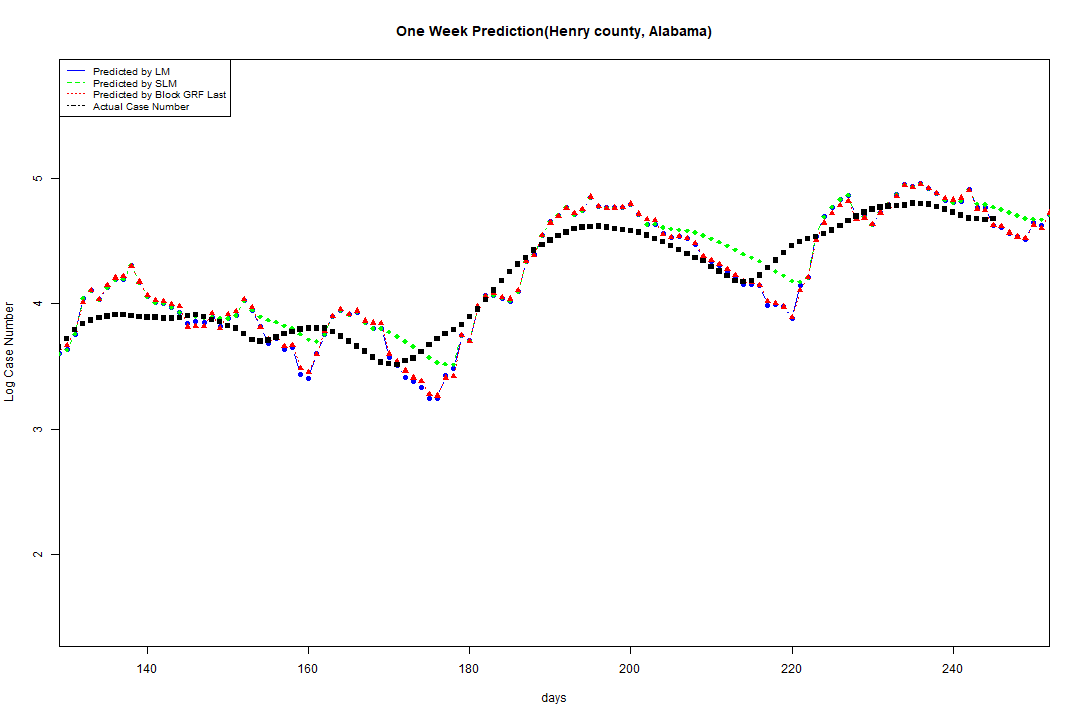 One Week Prediction(Henry county, Alabama)
Predicted by LM
Predicted by SLM
Predicted by Block GRF Last
Actual Case Number
5
4
3
2
Log Case Number
140 160 180 200 220 240
days